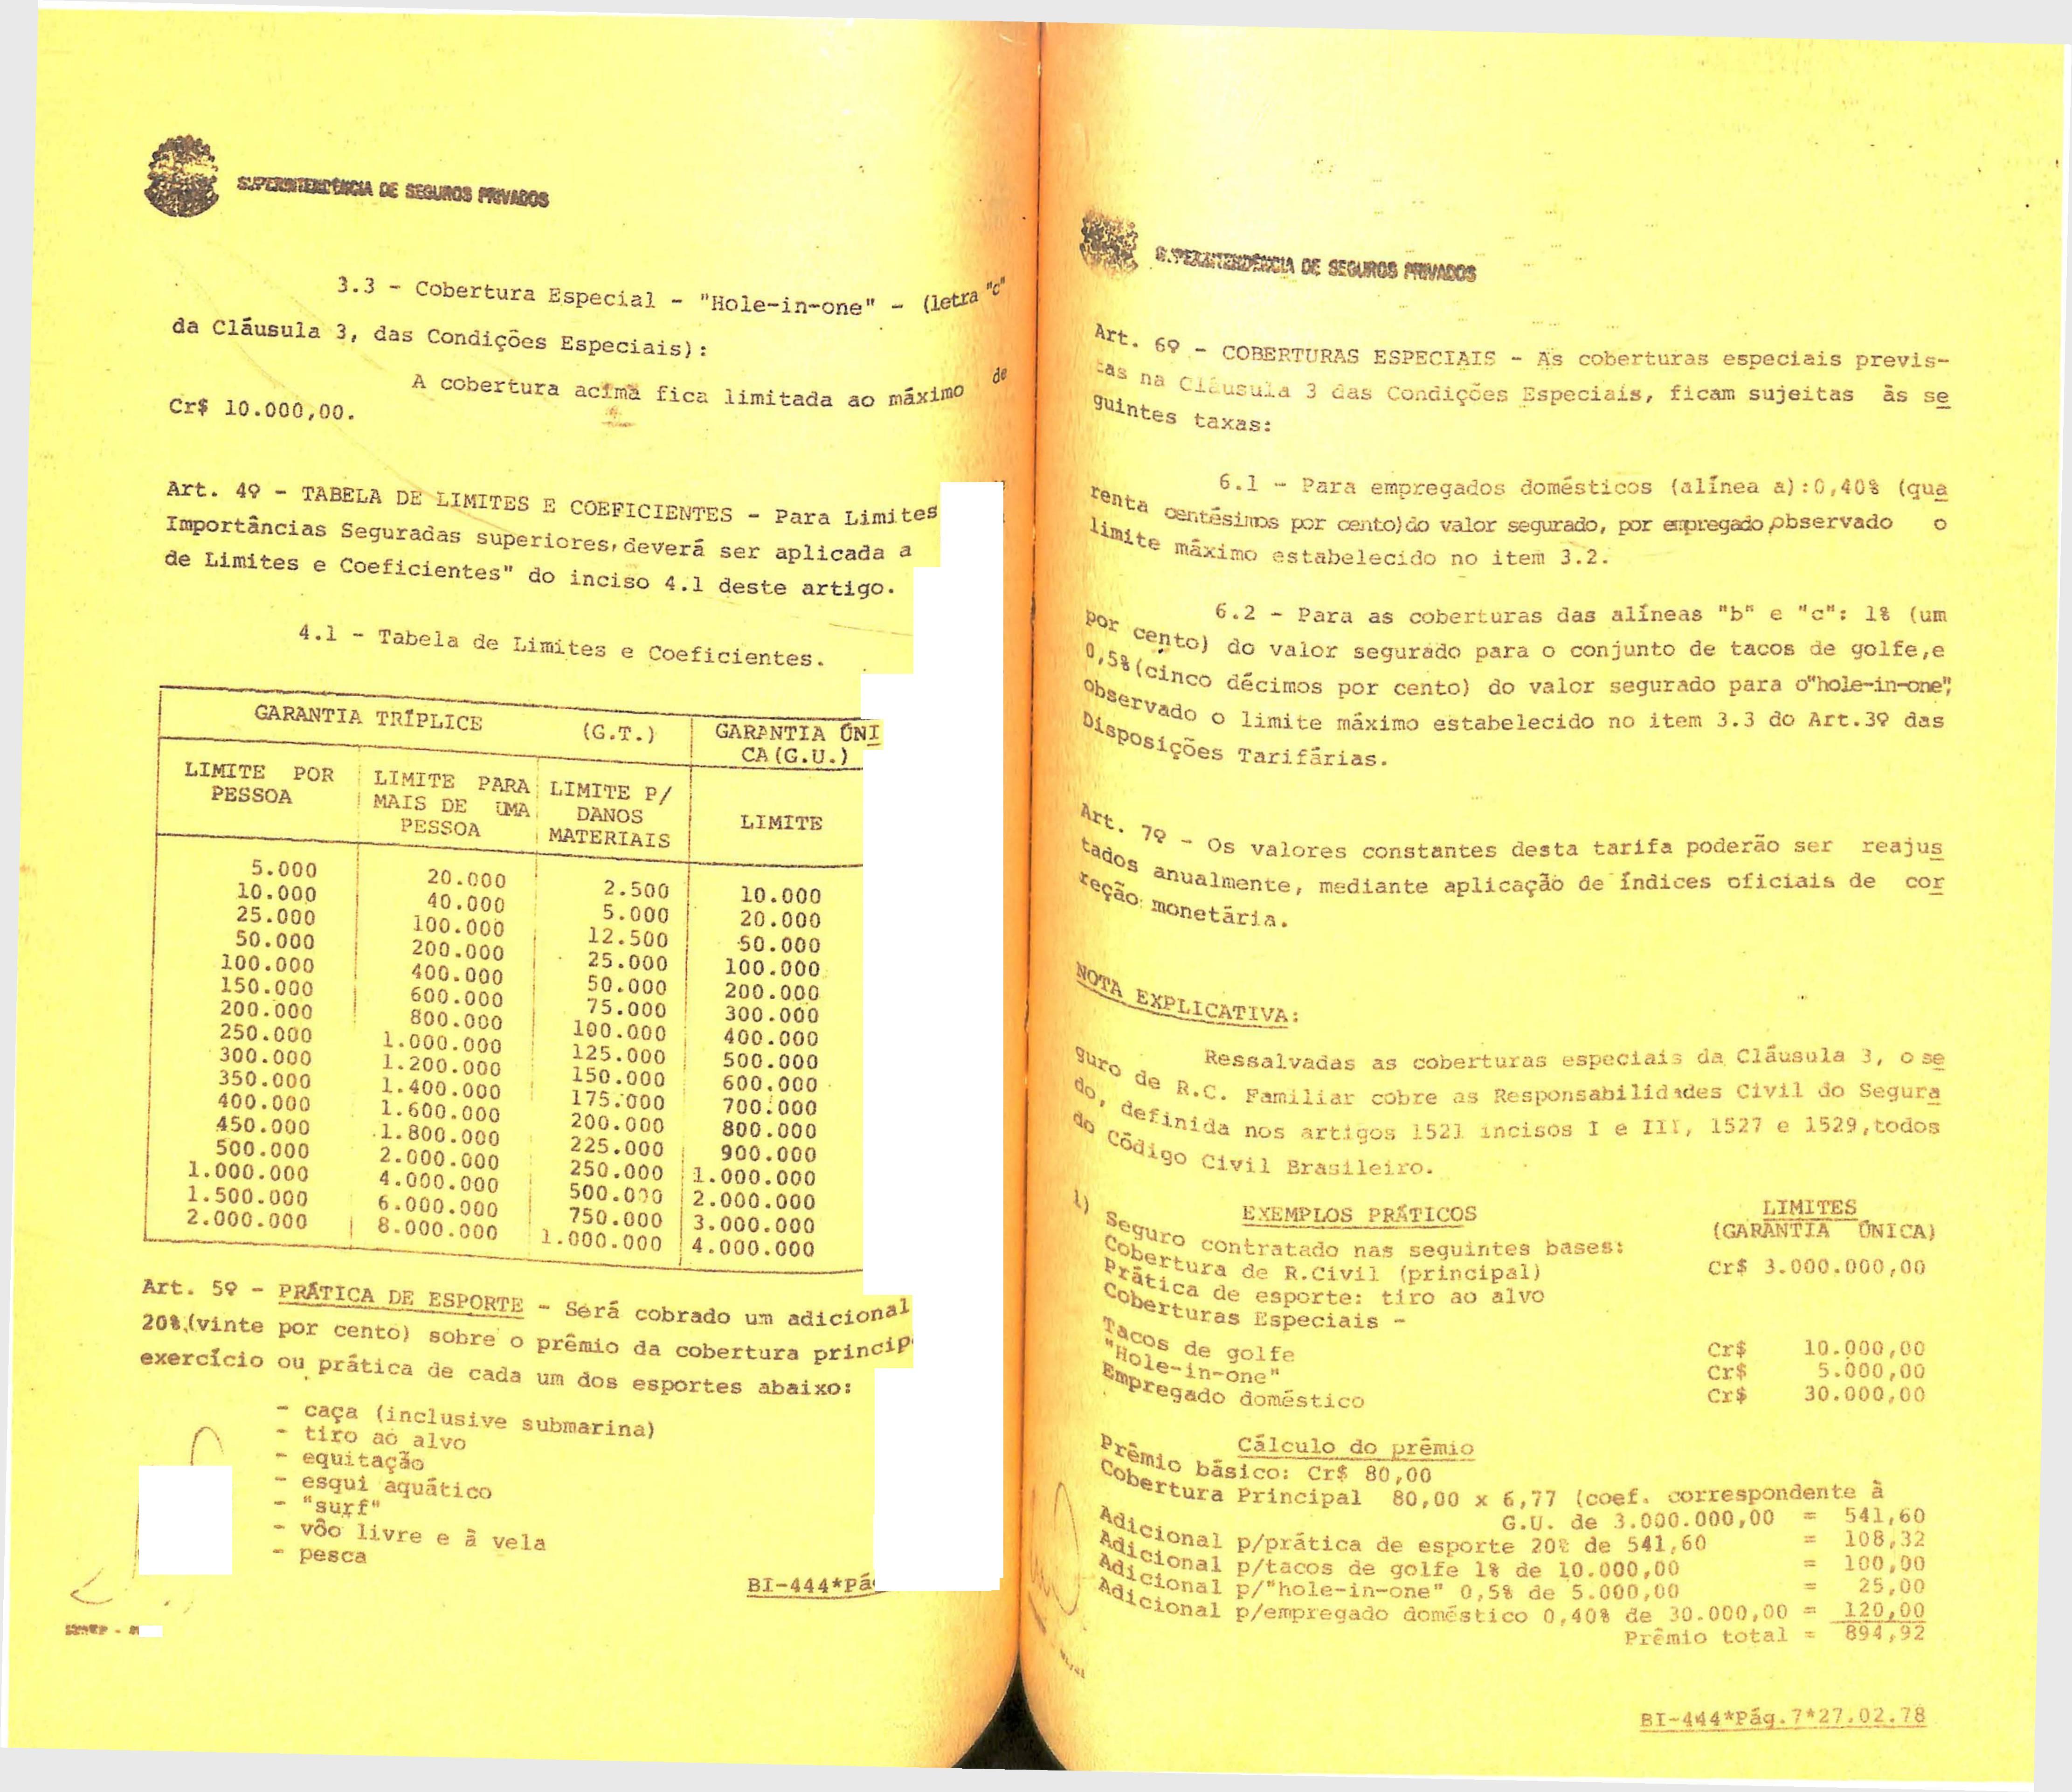 SUPERINTENDÊNCIA DE SEGUROS PRIVADOS
3.3 - Cobertura Especial - "Hole-in-one" - (letra "c"
da Cláusula 3, das Condições Especiais):
A cobertura acima fica limitada ao máximo de
Cr$ 10.000,00.
Art. 4º - TABELA DE LIMITES E COEFICIENTES - Para Limites
Importâncias Seguradas superiores, deverá ser aplicada a
de Limites e Coeficientes" do inciso 4.1 deste artigo.
4.1 - Tabela de Limites e Coeficientes.
GARANTIA TRÍPLICE (G.T.) GARANTIA ÚNI
CA(G.U.)
LIMITE POR PESSOA LIMITE PARA MAIS DE UMA PESSOA LIMITE P/ DANOS MATERIAIS LIMITE
5.000 20.000 2.500 10.000
10.000 40.000 5.000 20.000
25.000 100.000 12.500 50.000
50.000 200.000 25.000 100.000
100.000 400.000 50.000 200.000
150.000 600.000 75.000 300.000
200.000 800.000 100.000 400.000
250.000 1.000.000 125.000 500.000
300.000 1.200.000 150.000 600.000
350.000 1.400.000 175.000 700.000
400.000 1.600.000 200.000 800.000
450.000 1.800.000 225.000 900.000
500.000 2.000.000 250.000 1.000.000
1.000.000 4.000.000 500.000 2.000.000
1.500.000 6.000.000 750.000 3.000.000
2.000.000 8.000.000 1.000.000 4.000.000
Art. 5º - PRÁTICA DE ESPORTE - Será cobrado um adicional
20%(vinte por cento) sobre o prêmio da cobertura princip
exercício ou prática de cada um dos esportes abaixo:
- caça (inclusive submarina)
- tiro ao alvo
- equitação
- esqui aquático
- "surf"
- vôo livre e à vela
- pesca
BI-444*Pá
SUPERINTENDÊNCIA DE SEGUROS PRIVADOS
Art. 6º - COBERTURAS ESPECIAIS - As coberturas especiais previs-
tas na Cláusula 3 das Condições Especiais, ficam sujeitas às se
guintes taxas:
6.1 - Para empregados domésticos (alínea a):0,40% (qua
renta centésimos por cento)do valor segurado, por empregado,observado o
limite máximo estabelecido no item 3.2.
6.2 - Para as coberturas das alíneas "b" e "c": 1% (um
por cento) do valor segurado para o conjunto de tacos de golfe,e
0,5%(cinco décimos por cento) do valor segurado para o"hole-in-one",
observado o limite máximo estabelecido no item 3.3 do Art.3º das
Disposições Tarifárias.
Art. 7º - Os valores constantes desta tarifa poderão ser reajus
tados anualmente, mediante aplicação de índices oficiais de cor
reção monetária.
NOTA EXPLICATIVA:
Ressalvadas as coberturas especiais da Cláusula 3, o se
guro de R.C. Familiar cobre as Responsabilidades Civil do Segura
do, definida nos artigos 1521 incisos I e III, 1527 e 1529,todos
do Código Civil Brasileiro.
1) EXEMPLOS PRÁTICOS LIMITES
(GARANTIA ÚNICA)
Seguro contratado nas seguintes bases:
Cobertura de R.Civil (principal) Cr$ 3.000.000,00
Prática de esporte: tiro ao alvo
Coberturas Especiais -
Tacos de golfe Cr$ 10.000,00
"Hole-in-one" Cr$ 5.000,00
Empregado doméstico Cr$ 30.000,00
Cálculo do prêmio
Prêmio básico: Cr$ 80,00
Cobertura Principal 80,00 x 6,77 (coef. correspondente à
G.U. de 3.000.000,00 = 541,60
Adicional p/prática de esporte 20% de 541,60 = 108,32
Adicional p/tacos de golfe 1% de 10.000,00 = 100,00
Adicional p/"hole-in-one" 0,5% de 5.000,00 = 25,00
Adicional p/empregado doméstico 0,40% de 30.000,00 = 120,00
Prêmio total = 894,92
BI-444*Pág.7*27.02.78